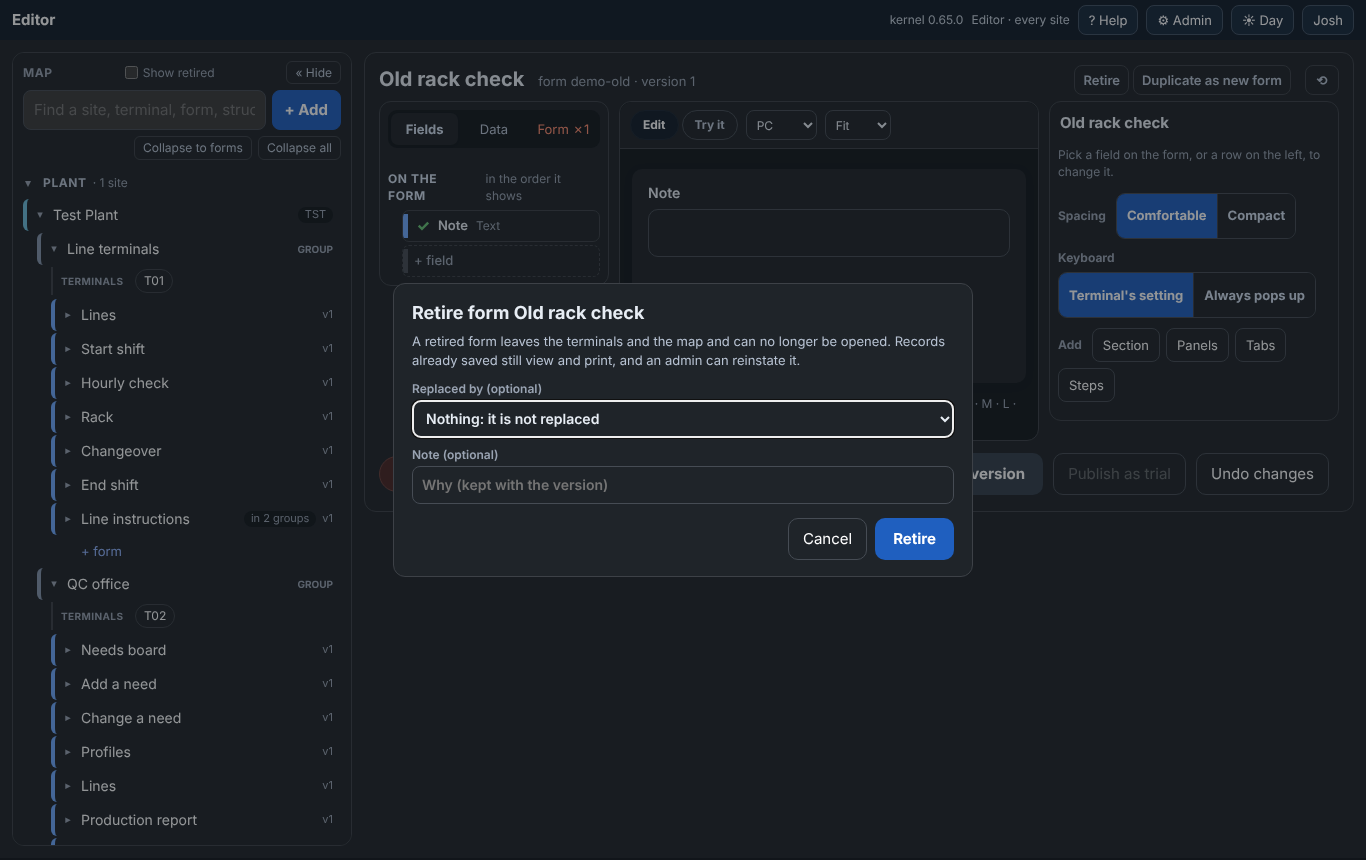 Editor
kernel 0.65.0 Editor · every site ? Help Admin Day Josh
MAP Show retired « Hide
Find a site, terminal, form, struc + Add
Collapse to forms Collapse all
PLANT · 1 site
Test Plant TST
Line terminals GROUP
TERMINALS T01
Lines v1
Start shift v1
Hourly check v1
Rack v1
Changeover v1
End shift v1
Line instructions in 2 groups v1
+ form
QC office GROUP
TERMINALS T02
Needs board v1
Add a need v1
Change a need v1
Profiles v1
Lines v1
Production report v1
Old rack check form demo-old · version 1 Retire Duplicate as new form
Fields Data Form ×1
ON THE FORM
in the order it shows
Note Text
+ field
Edit Try it PC Fit
Note
· M · L ·
Old rack check
Pick a field on the form, or a row on the left, to
change it.
Spacing Comfortable Compact
Keyboard
Terminal's setting Always pops up
Add Section Panels Tabs
Steps
version Publish as trial Undo changes
Retire form Old rack check
A retired form leaves the terminals and the map and can no longer be opened. Records
already saved still view and print, and an admin can reinstate it.
Replaced by (optional)
Nothing: it is not replaced
Note (optional)
Why (kept with the version)
Cancel Retire